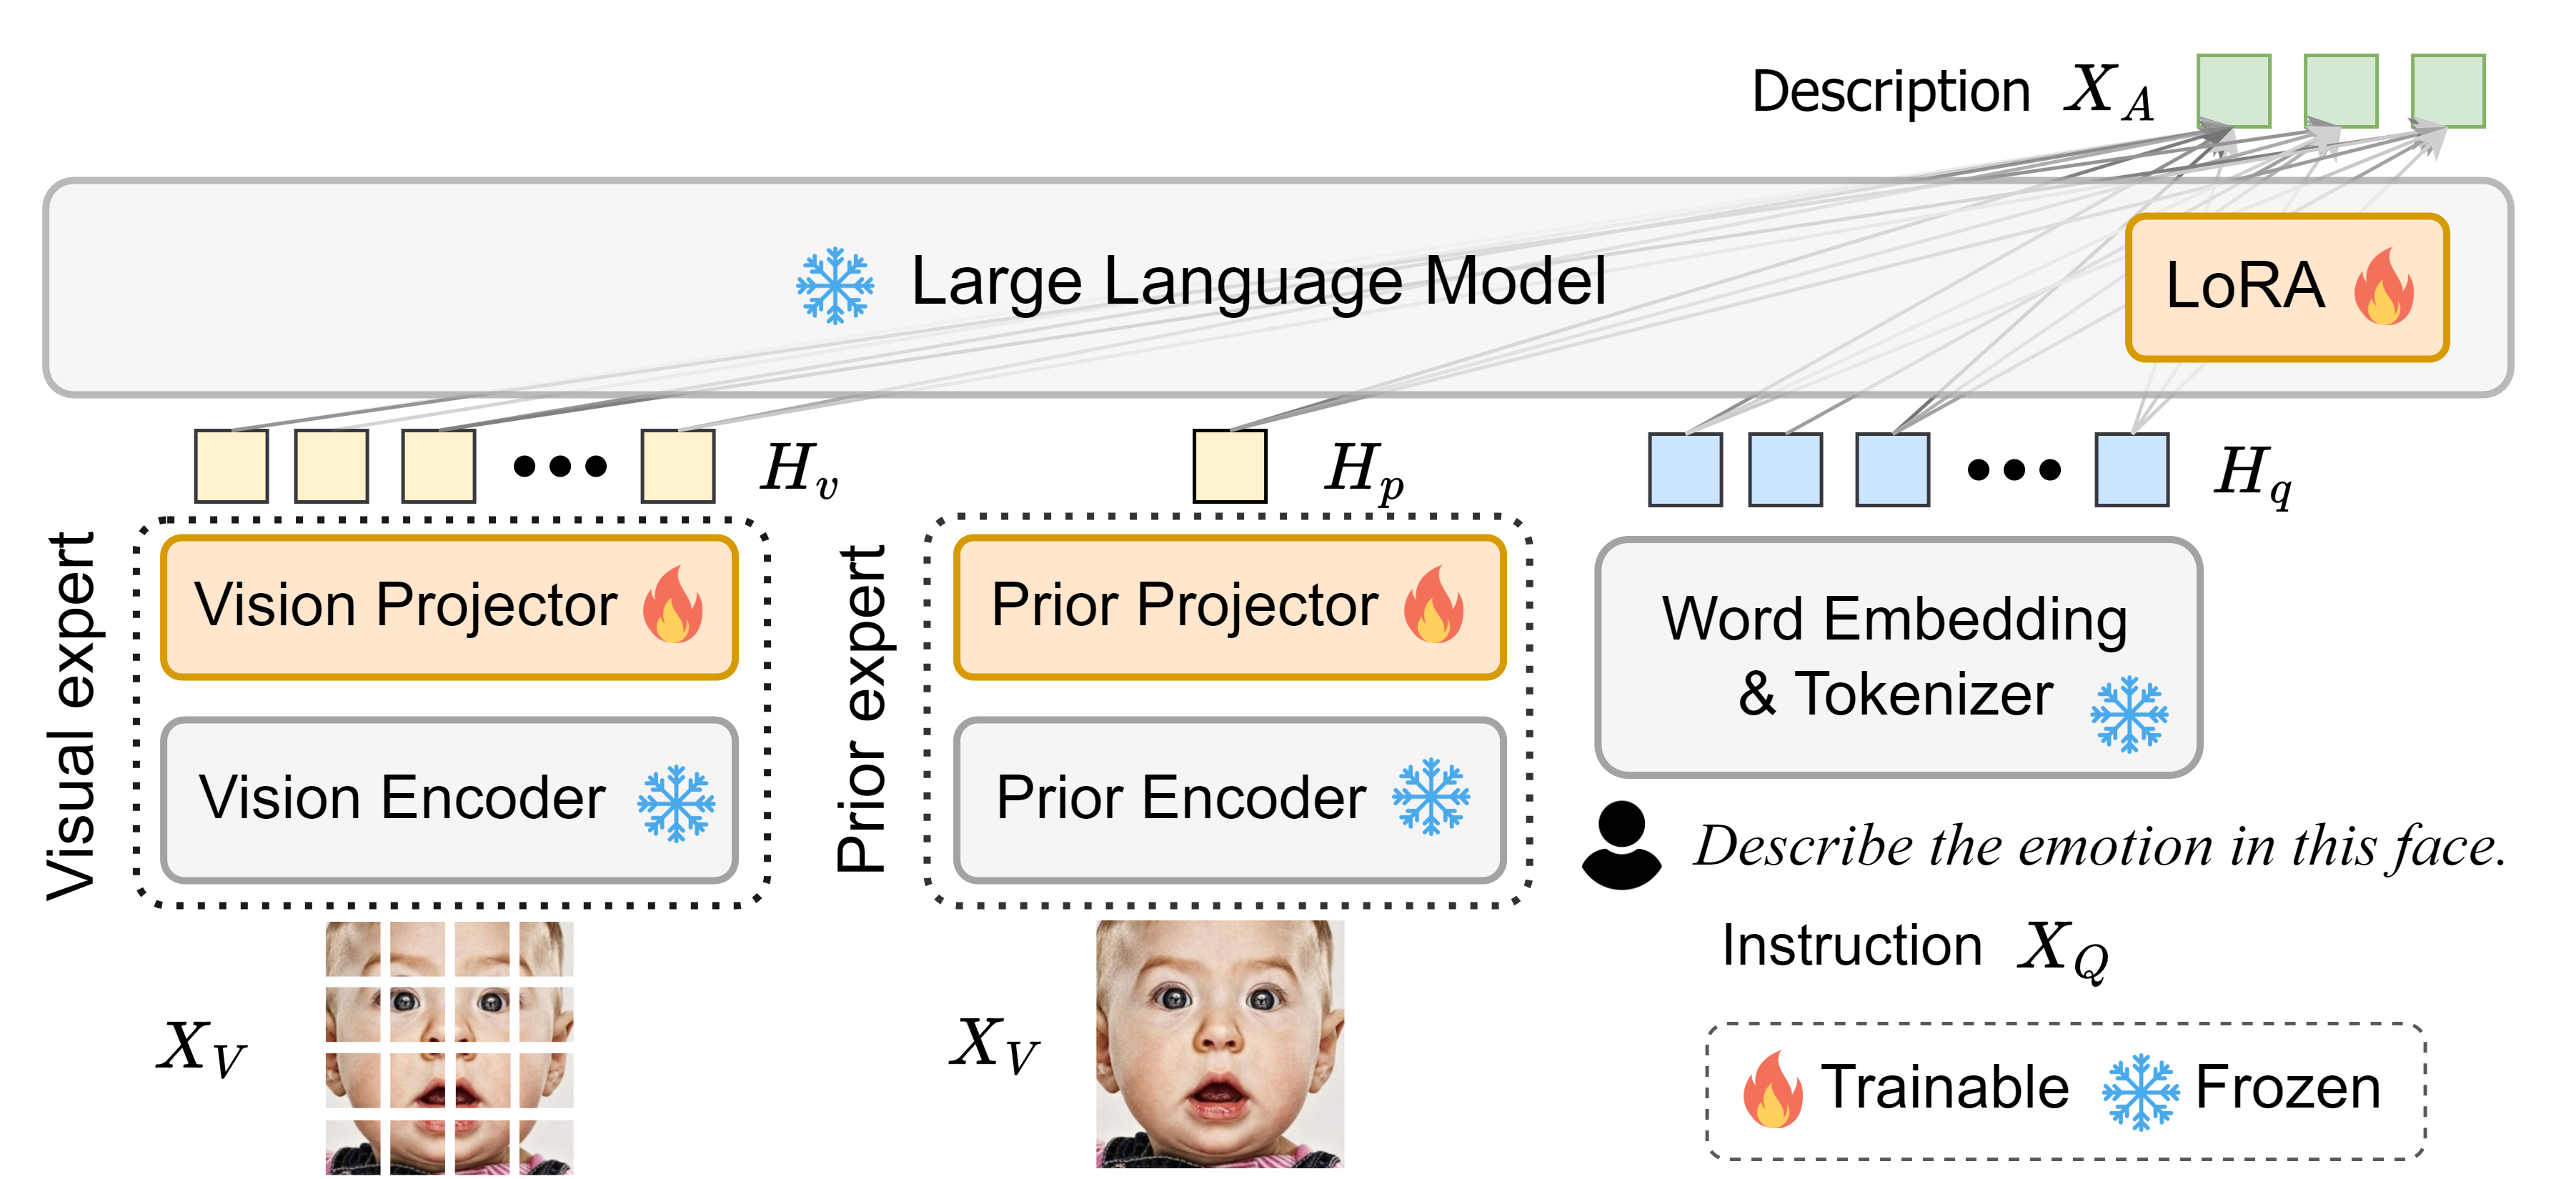 Description X_A
Large Language Model
LoRA
H_v
H_p
H_q
Visual expert
Vision Projector
Vision Encoder
Prior expert
Prior Projector
Prior Encoder
Word Embedding
& Tokenizer
Describe the emotion in this face.
Instruction X_Q
X_V
X_V
Trainable
Frozen